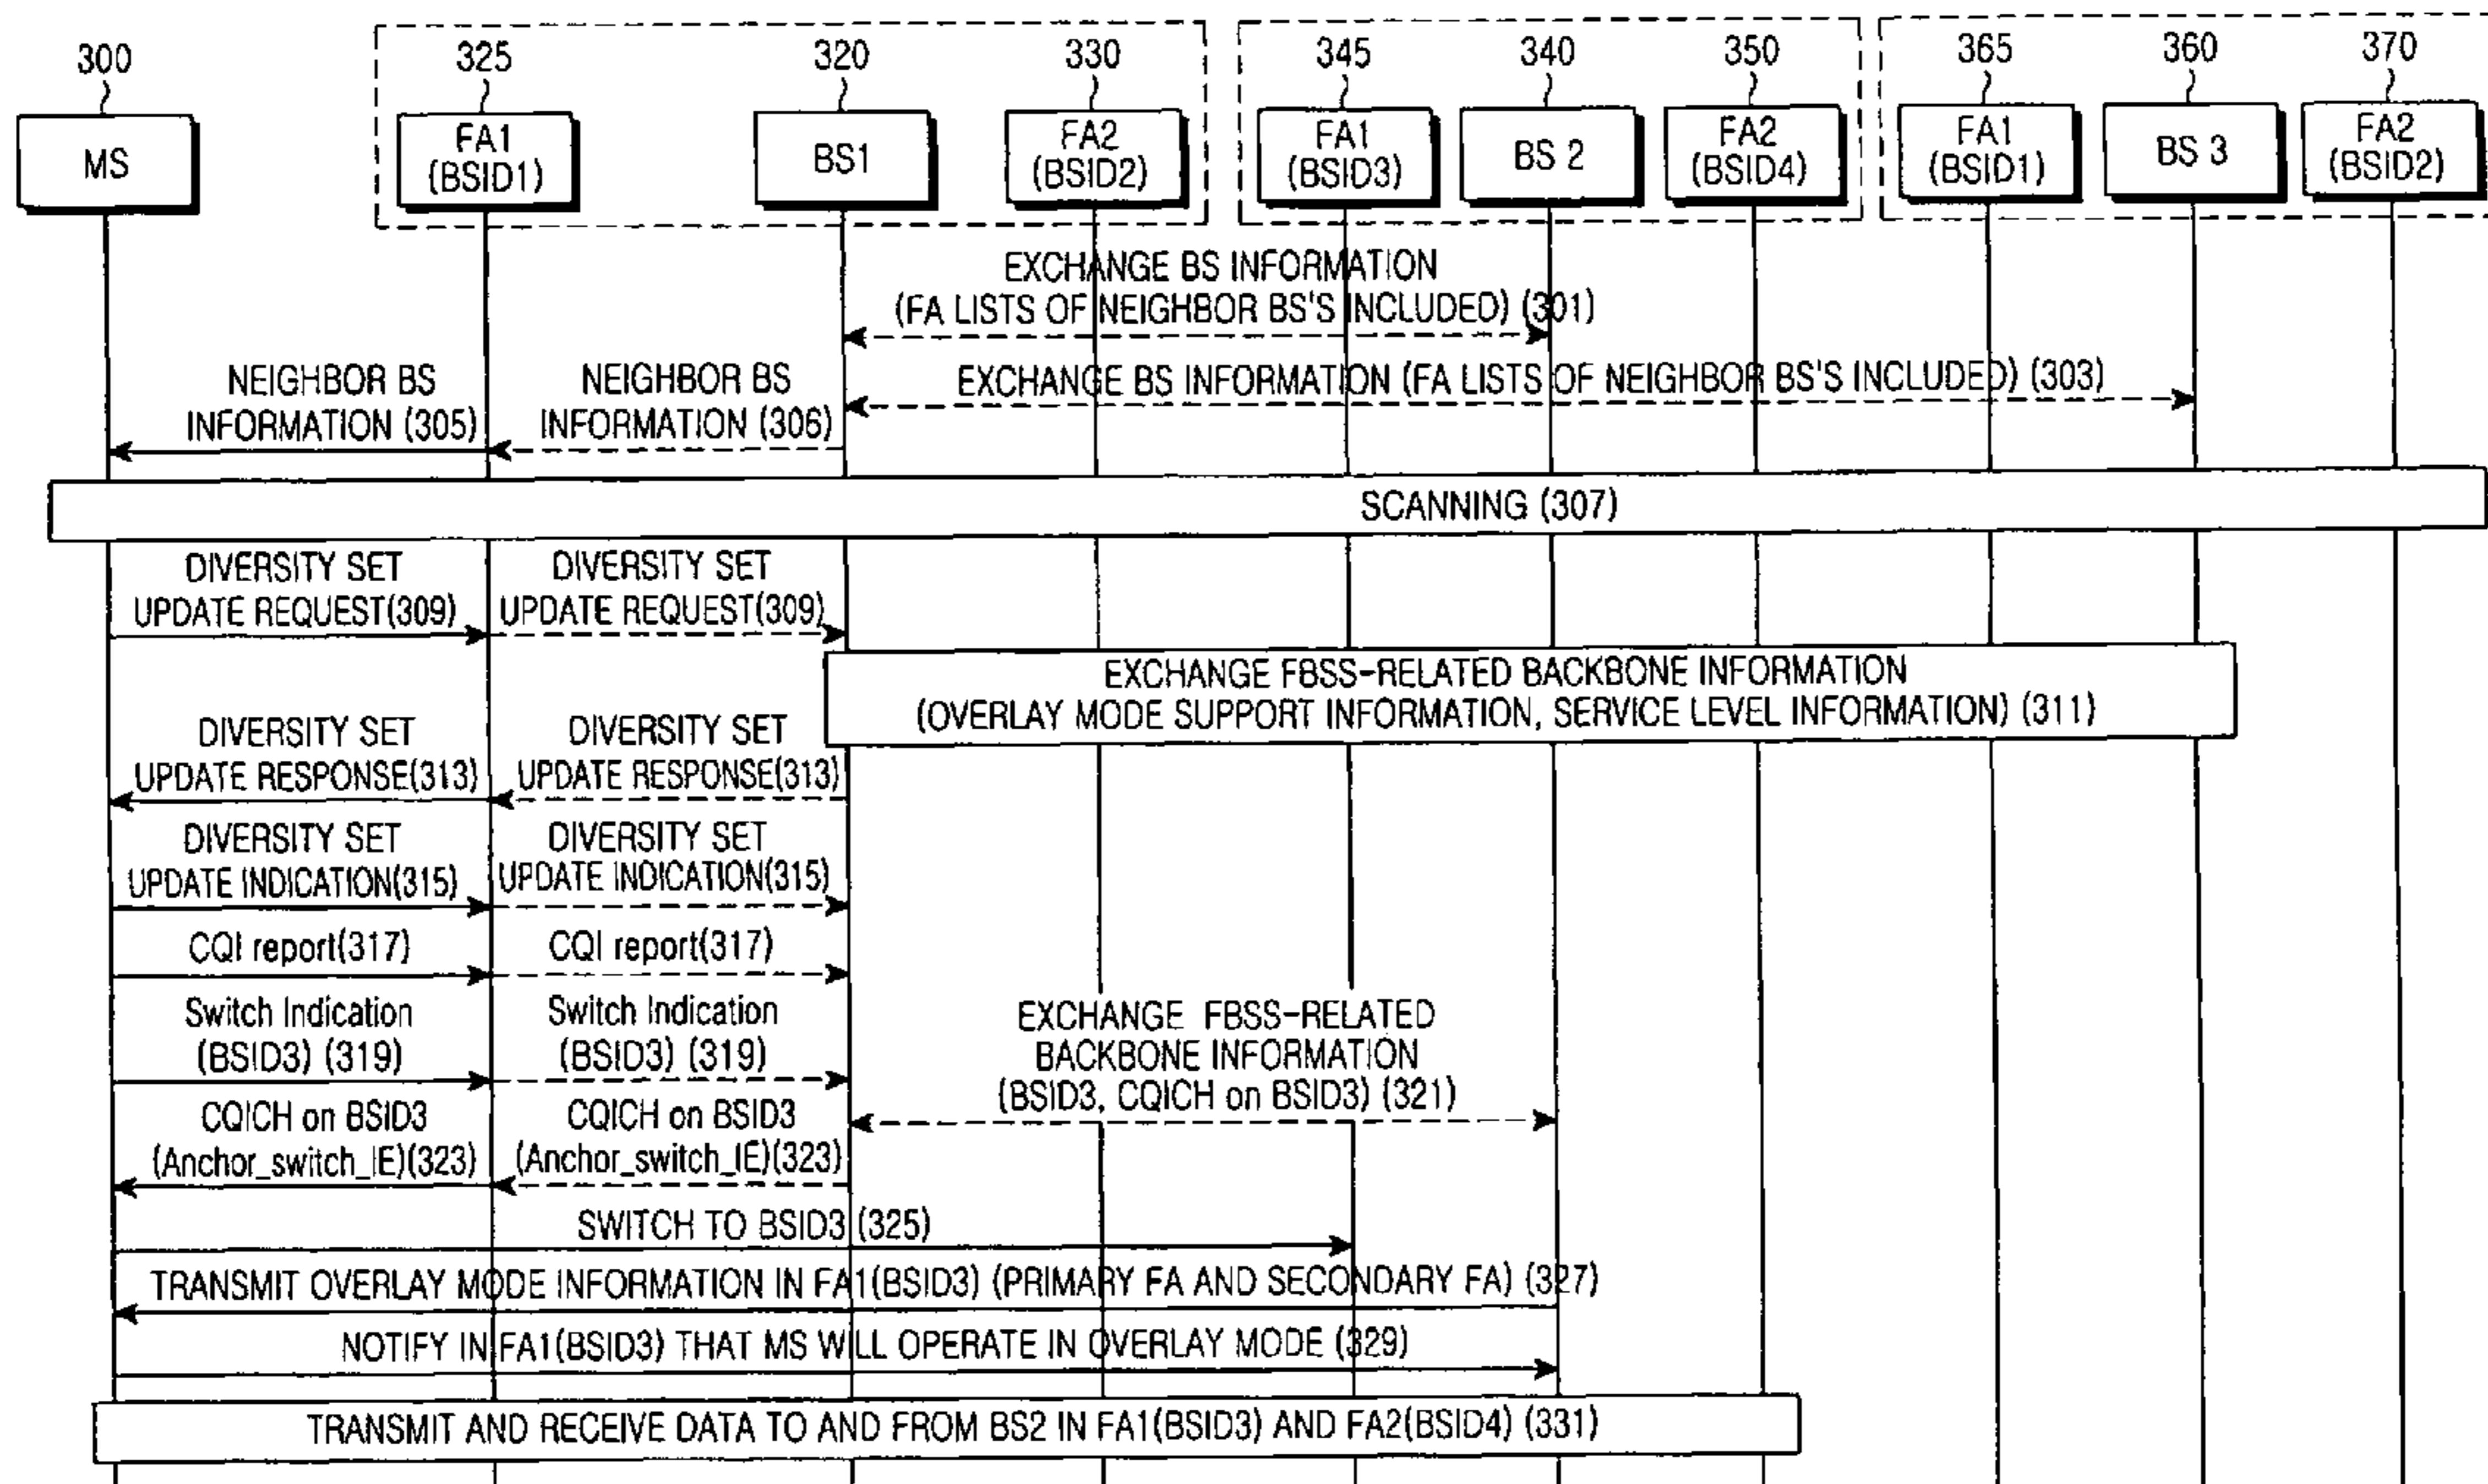 300
325
320
330
345
340
350
365
360
370
MS
FA1
(BSID1)
BS1
FA2
(BSID2)
FA1
(BSID3)
BS 2
FA2
(BSID4)
FA1
(BSID1)
BS 3
FA2
(BSID2)
EXCHANGE BS INFORMATION
(FA LISTS OF NEIGHBOR BS'S INCLUDED) (301)
EXCHANGE BS INFORMATION (FA LISTS OF NEIGHBOR BS'S INCLUDED) (303)
NEIGHBOR BS
INFORMATION (305)
NEIGHBOR BS
INFORMATION (306)
SCANNING (307)
DIVERSITY SET
UPDATE REQUEST(309)
DIVERSITY SET
UPDATE REQUEST(309)
EXCHANGE FBSS-RELATED BACKBONE INFORMATION
(OVERLAY MODE SUPPORT INFORMATION, SERVICE LEVEL INFORMATION) (311)
DIVERSITY SET
UPDATE RESPONSE(313)
DIVERSITY SET
UPDATE RESPONSE(313)
DIVERSITY SET
UPDATE INDICATION(315)
DIVERSITY SET
UPDATE INDICATION(315)
CQI report(317)
CQI report(317)
Switch Indication
(BSID3) (319)
Switch Indication
(BSID3) (319)
EXCHANGE FBSS-RELATED
BACKBONE INFORMATION
(BSID3, CQICH on BSID3) (321)
CQICH on BSID3
(Anchor_switch_IE)(323)
CQICH on BSID3
(Anchor_switch_IE)(323)
SWITCH TO BSID3 (325)
TRANSMIT OVERLAY MODE INFORMATION IN FA1(BSID3) (PRIMARY FA AND SECONDARY FA) (327)
NOTIFY IN FA1(BSID3) THAT MS WILL OPERATE IN OVERLAY MODE (329)
TRANSMIT AND RECEIVE DATA TO AND FROM BS2 IN FA1(BSID3) AND FA2(BSID4) (331)